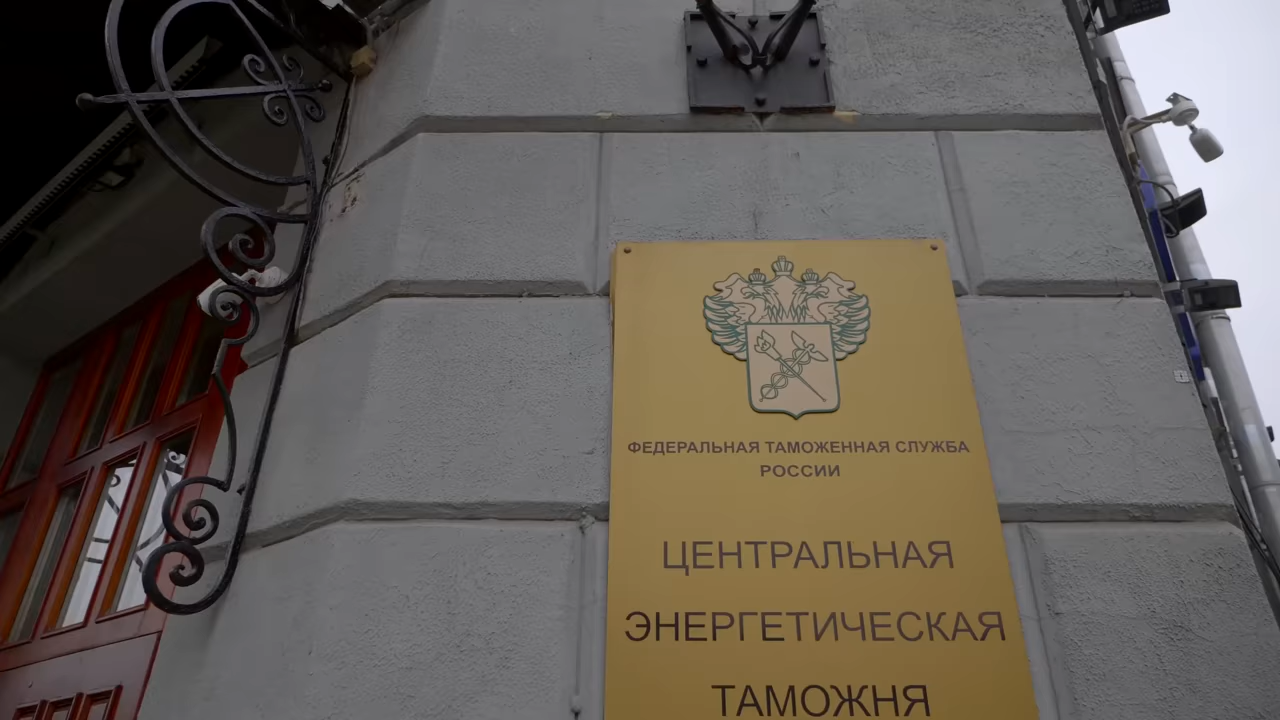 ФЕДЕРАЛЬНАЯ ТАМОЖЕННАЯ СЛУЖБА
РОССИИ
ЦЕНТРАЛЬНАЯ
ЭНЕРГЕТИЧЕСКАЯ
ТАМОЖНЯ